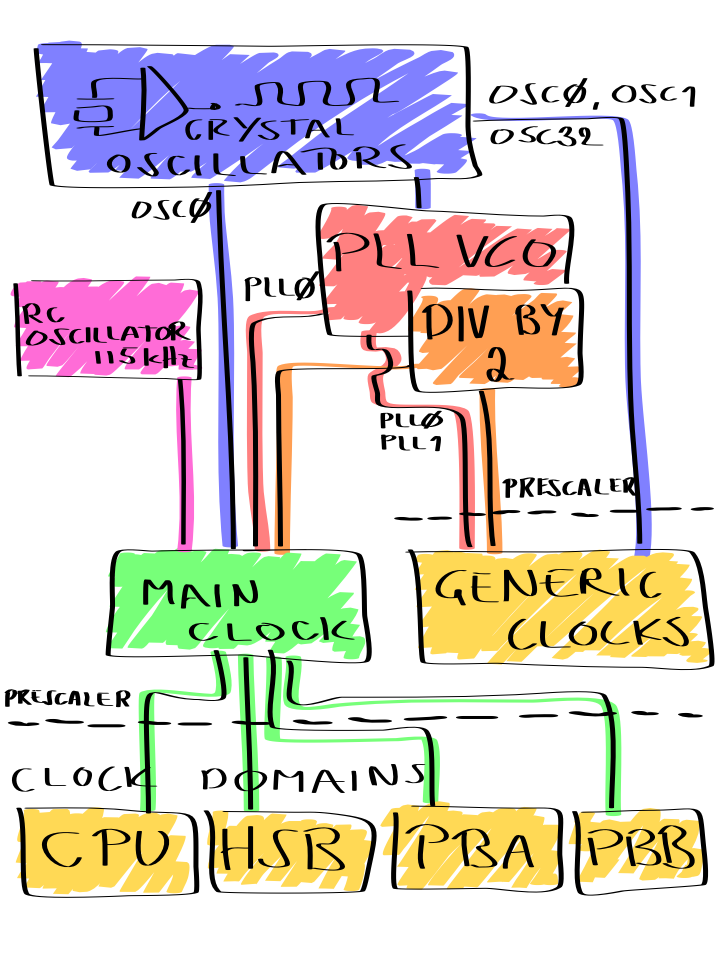 OSCØ, OSC1
OSC32
CRYSTAL
OSCILLATORS
OSCØ
PLL VCO
PLLØ
RC
OSCILLATOR
115kHz
DIV BY
2
PLLØ
PLL1
PRESCALER
MAIN
CLOCK
GENERIC
CLOCKS
PRESCALER
CLOCK DOMAINS
CPU
HSB
PBA
PBB